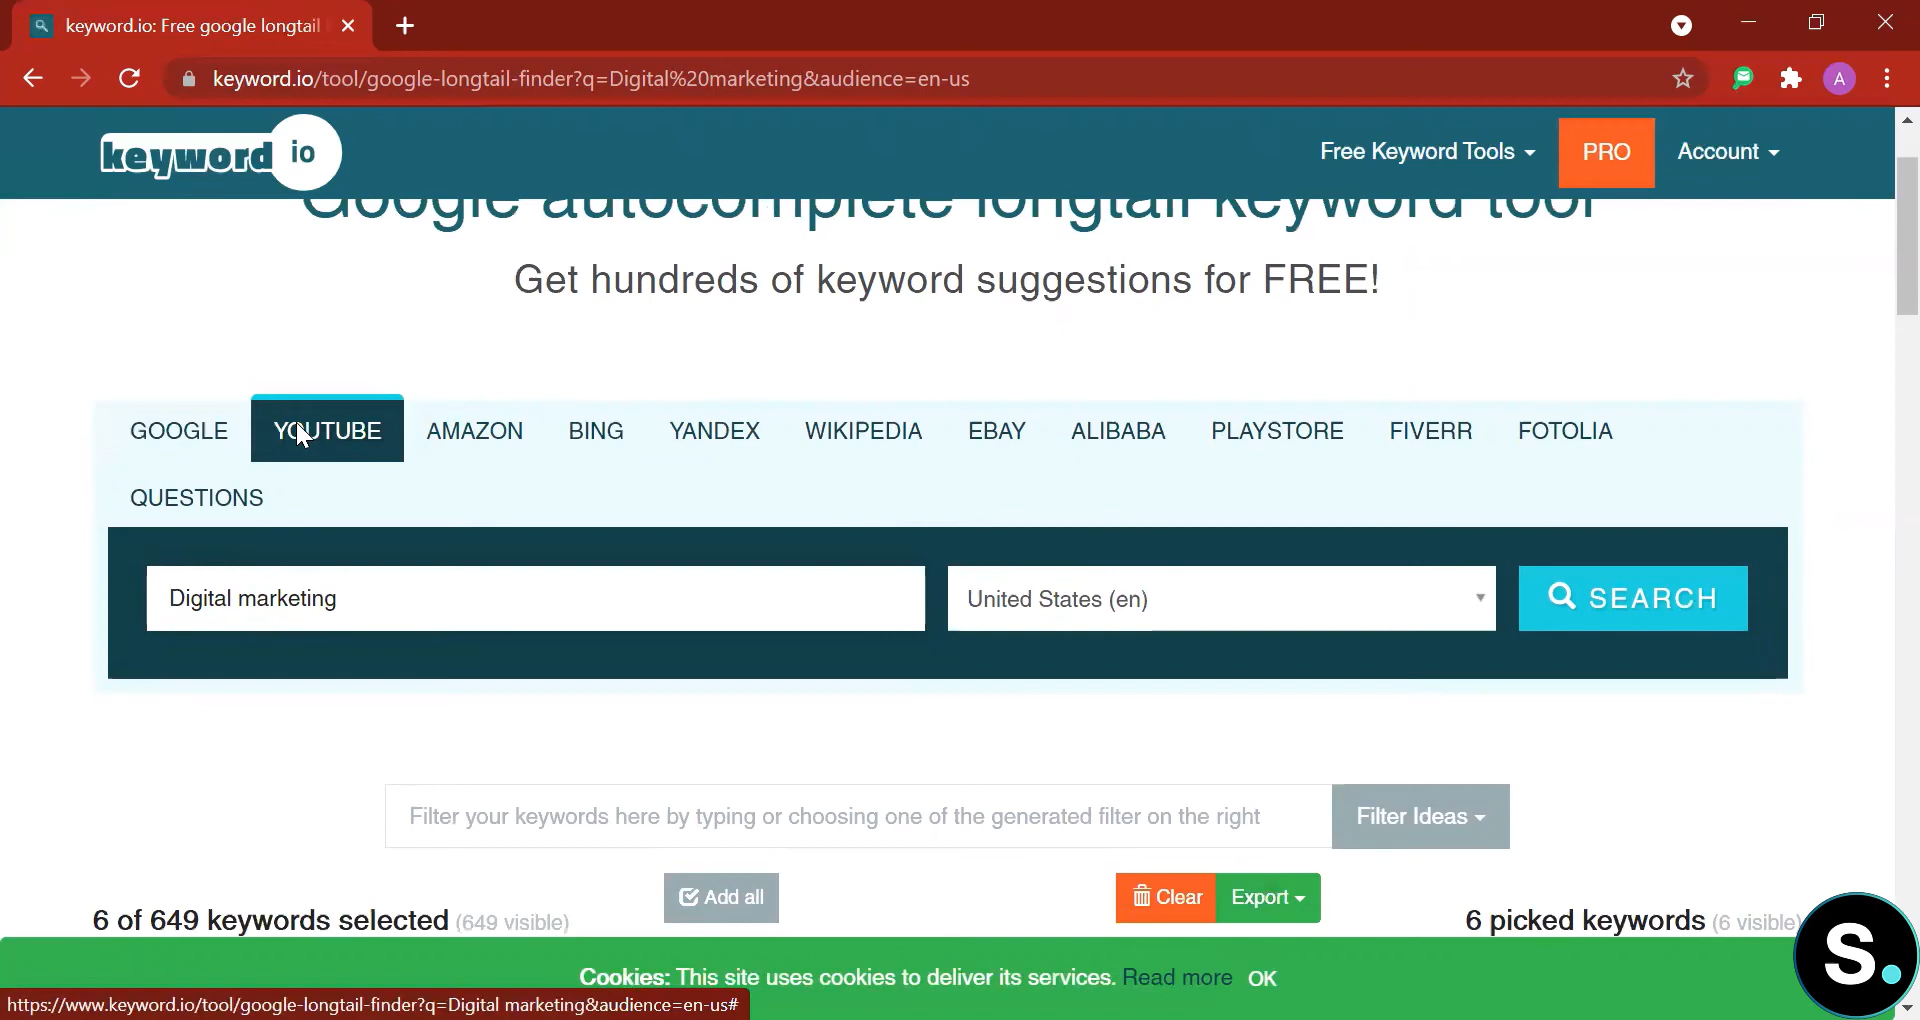 keyword.io: Free google longtail
keyword.io/tool/google-longtail-finder?q=Digital%20marketing&audience=en-us
A
keyword io
Free Keyword Tools
PRO
Account
Google autocomplete longtail keyword tool
Get hundreds of keyword suggestions for FREE!
GOOGLE YOUTUBE AMAZON BING YANDEX WIKIPEDIA EBAY ALIBABA PLAYSTORE FIVERR FOTOLIA
QUESTIONS
Digital marketing
United States (en)
SEARCH
Filter your keywords here by typing or choosing one of the generated filter on the right
Filter Ideas
Add all
Clear
Export
6 of 649 keywords selected (649 visible)
6 picked keywords (6 visible)
S.
Cookies: This site uses cookies to deliver its services. Read more OK
https://www.keyword.io/tool/google-longtail-finder?q=Digital marketing&audience=en-us#